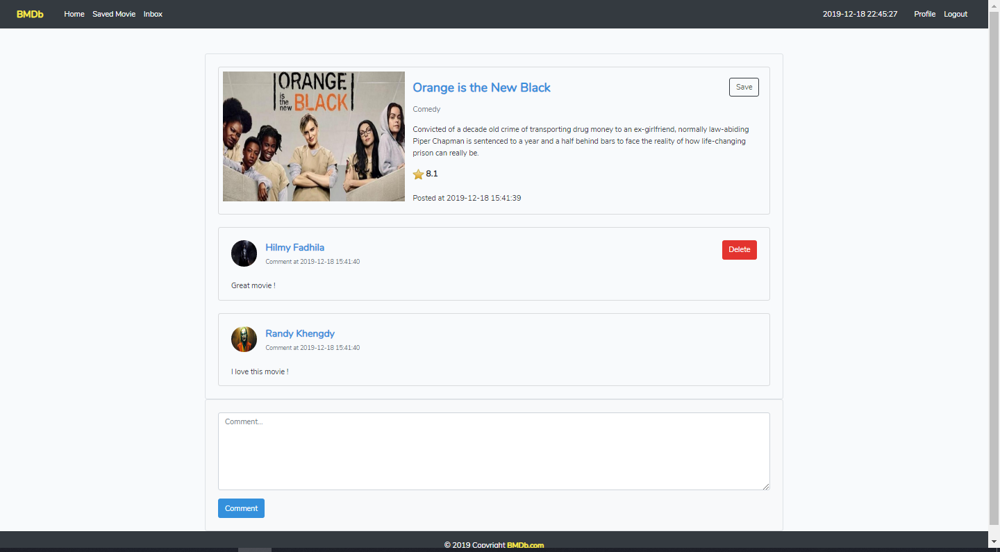 BMDb Home Saved Movie Inbox 2019-12-18 22:45:27 Profile Logout
ORANGE
is the new BLACK
Orange is the New Black
Save
Comedy
Convicted of a decade old crime of transporting drug money to an ex-girlfriend, normally law-abiding
Piper Chapman is sentenced to a year and a half behind bars to face the reality of how life-changing
prison can really be.
8.1
Posted at 2019-12-18 15:41:39
Hilmy Fadhila
Delete
Comment at 2019-12-18 15:41:40
Great movie !
Randy Khengdy
Comment at 2019-12-18 15:41:40
I love this movie !
Comment...
Comment
© 2019 Copyright BMDb.com